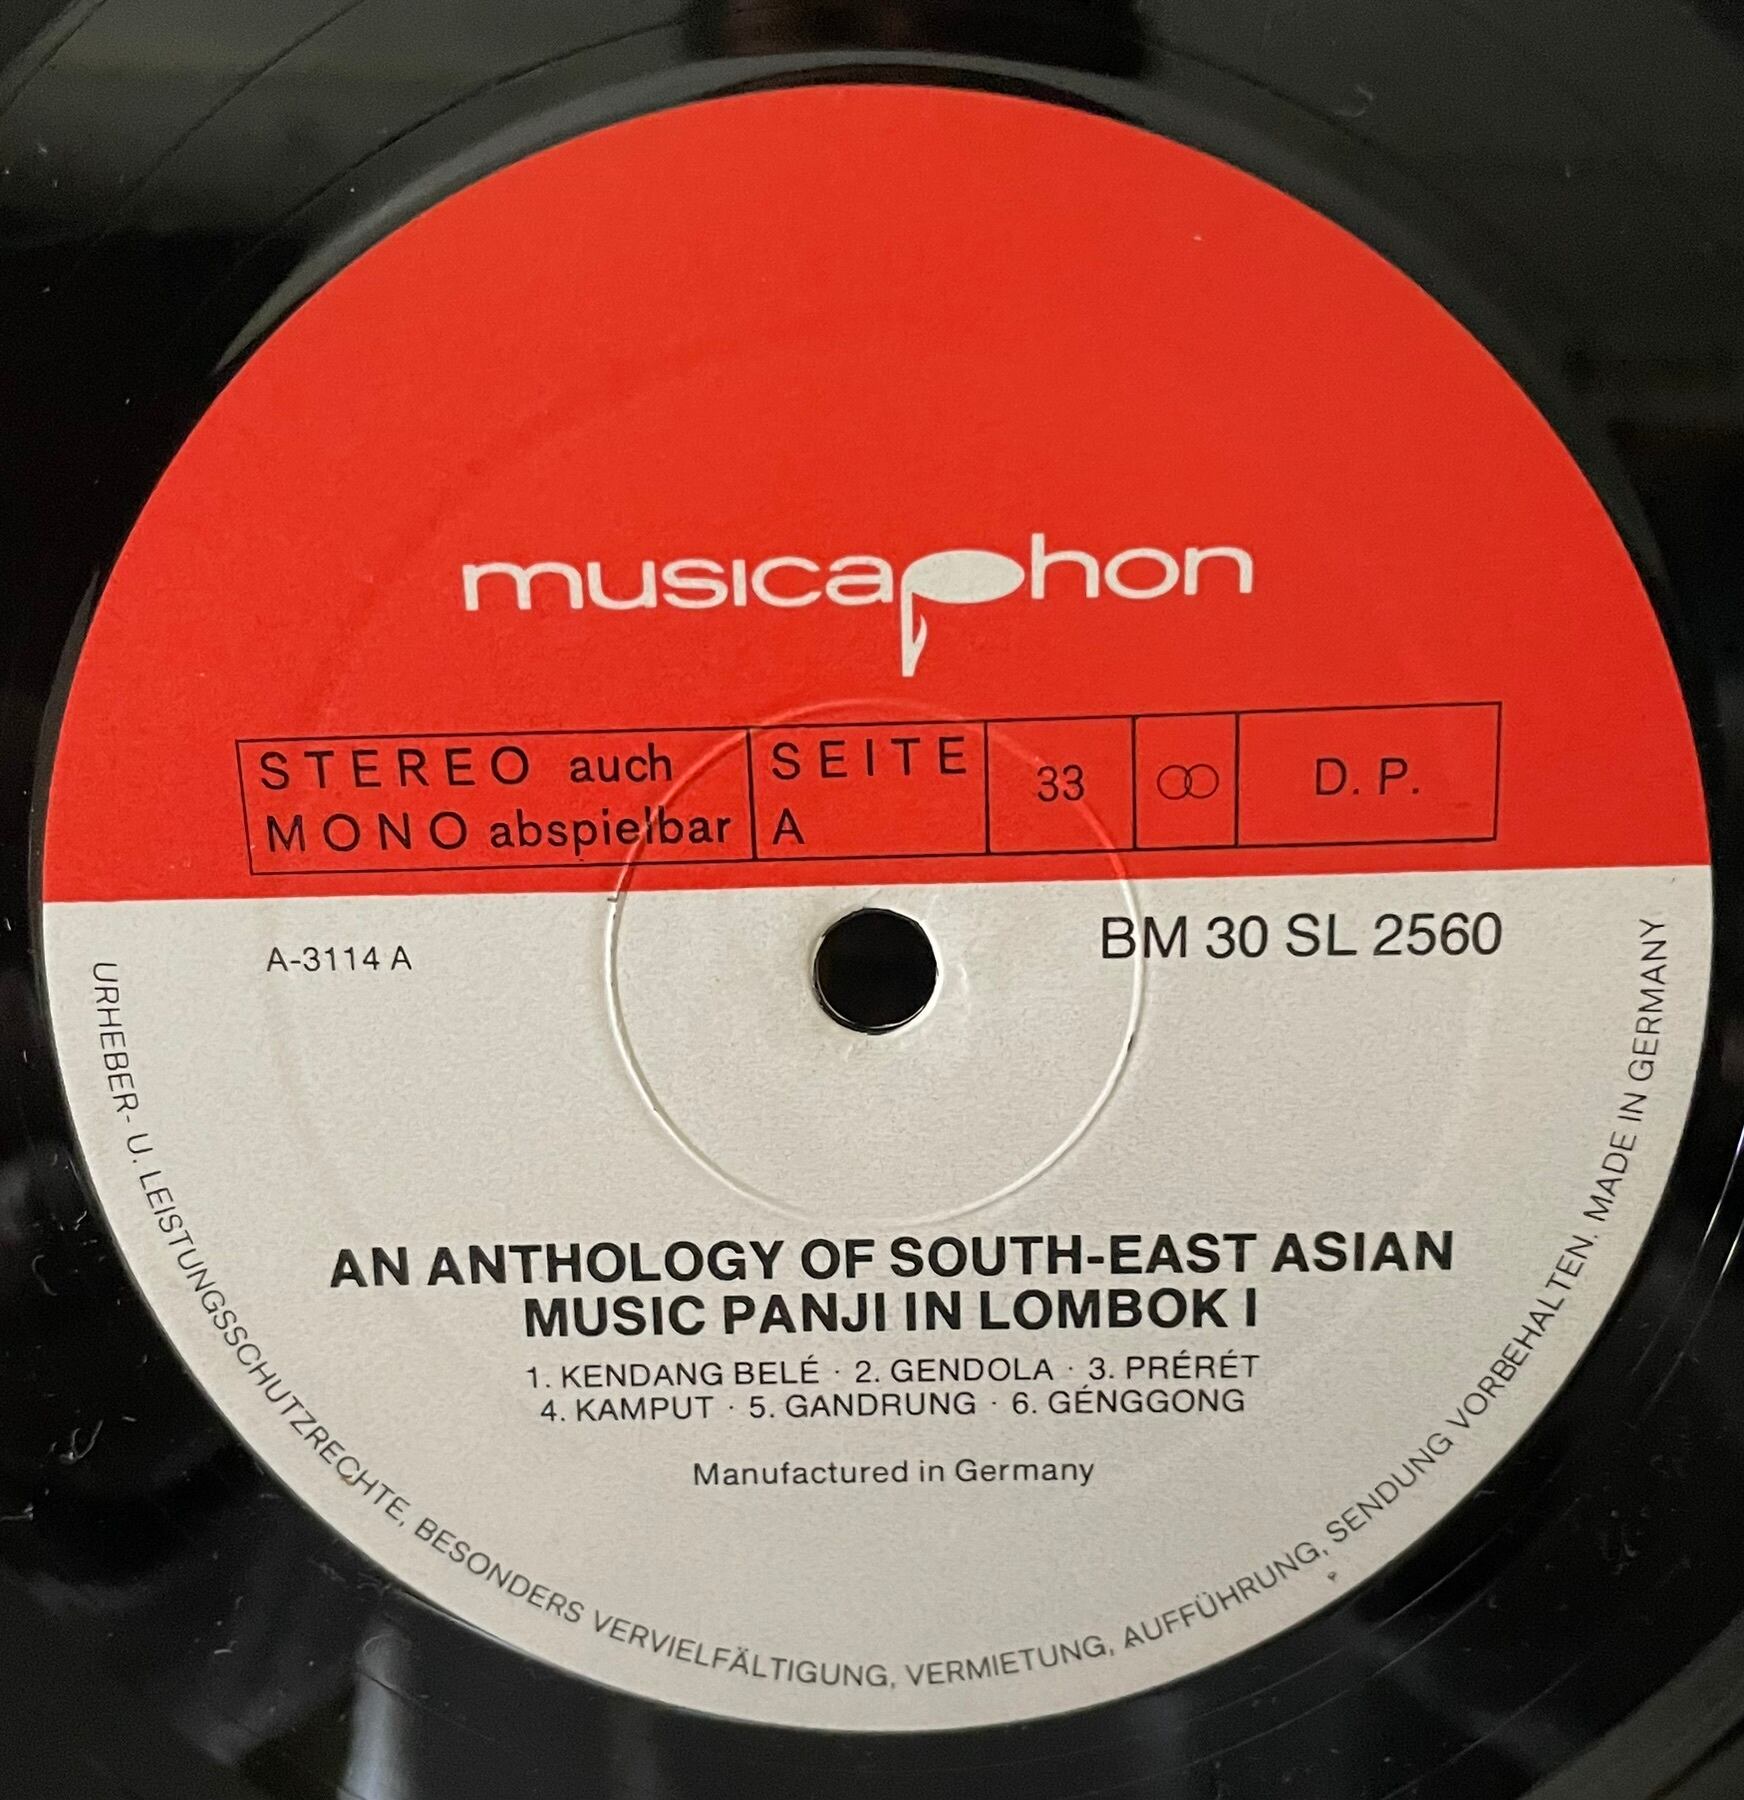 musicaphon
STEREO auch
MONO abspielbar
SEITE
A
33
D. P.
A-3114 A
BM 30 SL 2560
AN ANTHOLOGY OF SOUTH-EAST ASIAN
MUSIC PANJI IN LOMBOK I
1. KENDANG BELÉ · 2. GENDOLA · 3. PRÉRÉT
4. KAMPUT · 5. GANDRUNG · 6. GÉNGGONG
Manufactured in Germany
URHEBER- U. LEISTUNGSSCHUTZRECHTE, BESONDERS VERVIELFÄLTIGUNG, VERMIETUNG, AUFFÜHRUNG, SENDUNG VORBEHALTEN. MADE IN GERMANY